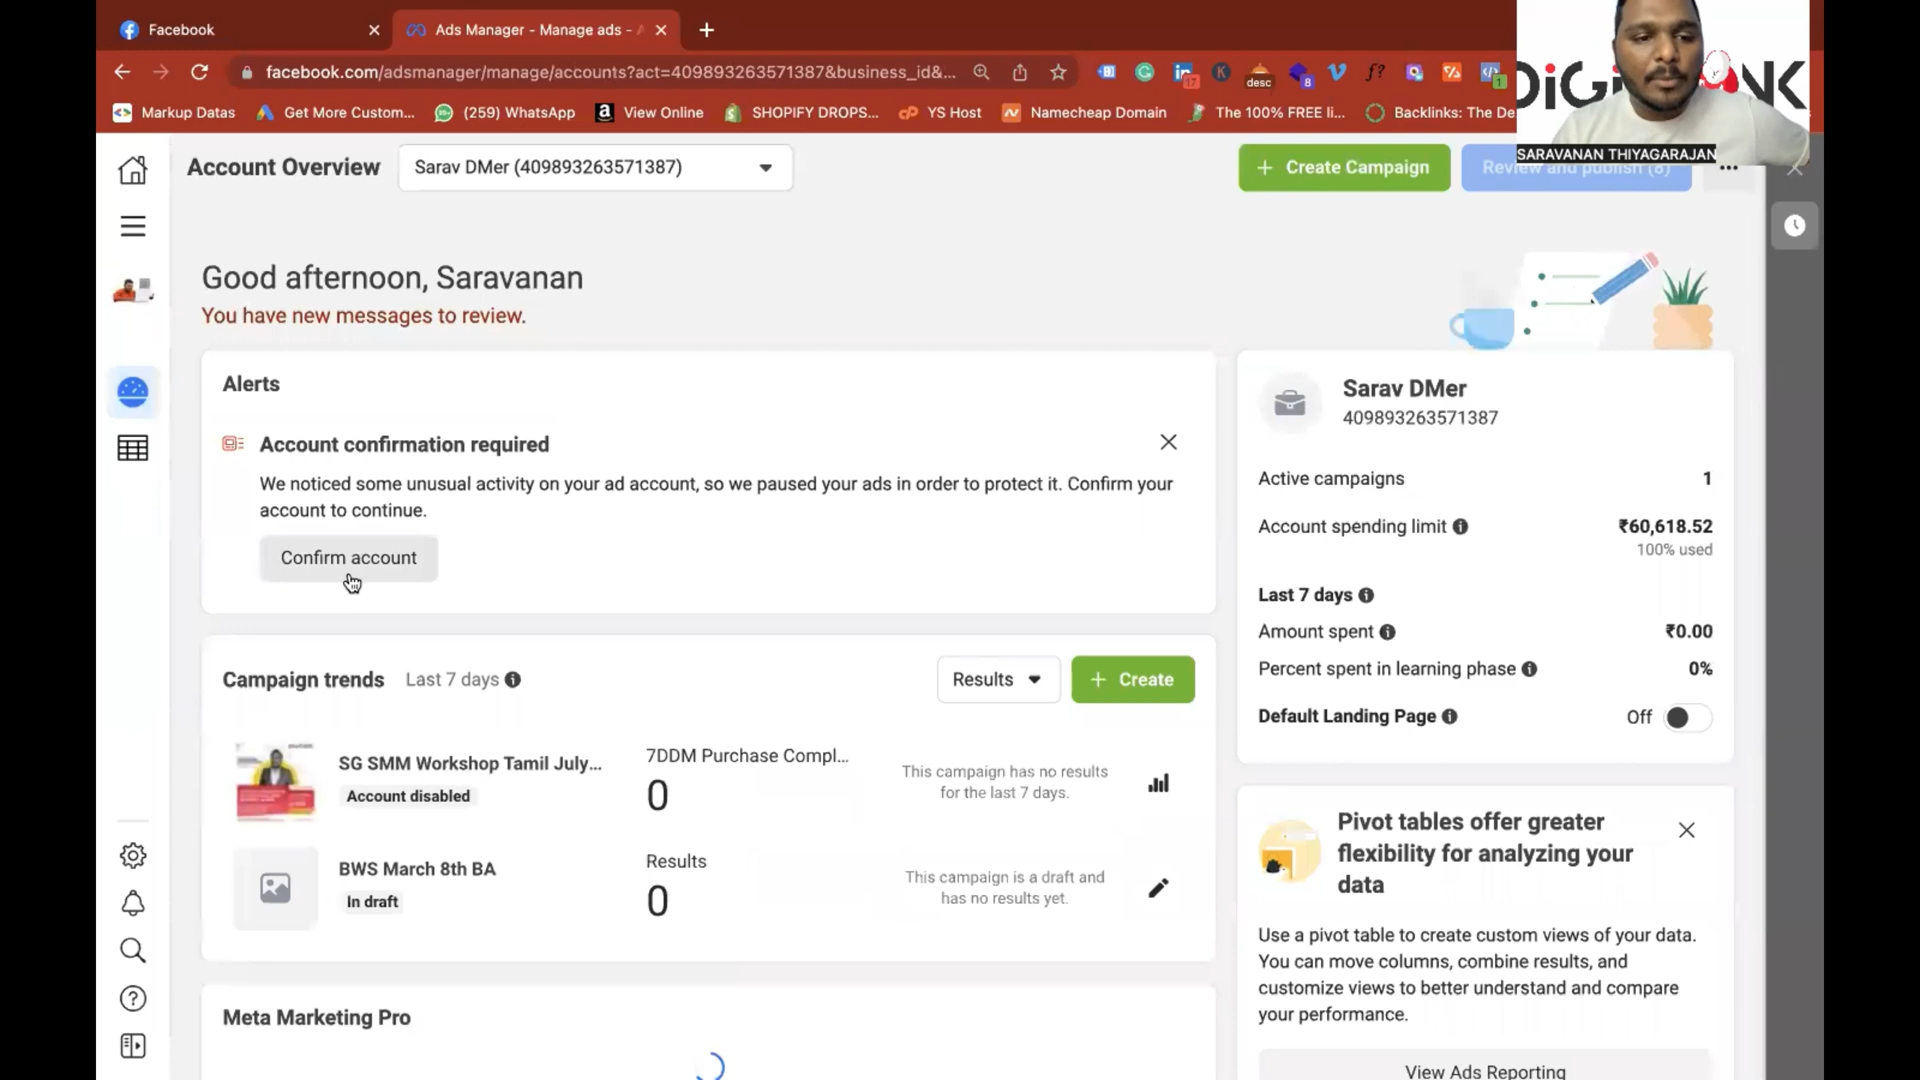 Facebook
Ads Manager - Manage ads -
facebook.com/adsmanager/manage/accounts?act=409893263571387&business_id&...
desc
17
8
f?
1
Markup Datas
Get More Custom...
(259) WhatsApp
View Online
SHOPIFY DROPS...
YS Host
Namecheap Domain
The 100% FREE li...
Backlinks: The De
SARAVANAN THIYAGARAJAN
Account Overview
Sarav DMer (409893263571387)
+ Create Campaign
Review and publish (8)
Good afternoon, Saravanan
You have new messages to review.
Alerts
Account confirmation required
We noticed some unusual activity on your ad account, so we paused your ads in order to protect it. Confirm your
account to continue.
Confirm account
Campaign trends
Last 7 days
Results
+ Create
SG SMM Workshop Tamil July...
Account disabled
7DDM Purchase Compl...
0
This campaign has no results
for the last 7 days.
BWS March 8th BA
In draft
Results
0
This campaign is a draft and
has no results yet.
Meta Marketing Pro
Sarav DMer
409893263571387
Active campaigns 1
Account spending limit ₹60,618.52
100% used
Last 7 days
Amount spent ₹0.00
Percent spent in learning phase 0%
Default Landing Page Off
Pivot tables offer greater
flexibility for analyzing your
data
Use a pivot table to create custom views of your data.
You can move columns, combine results, and
customize views to better understand and compare
your performance.
View Ads Reporting